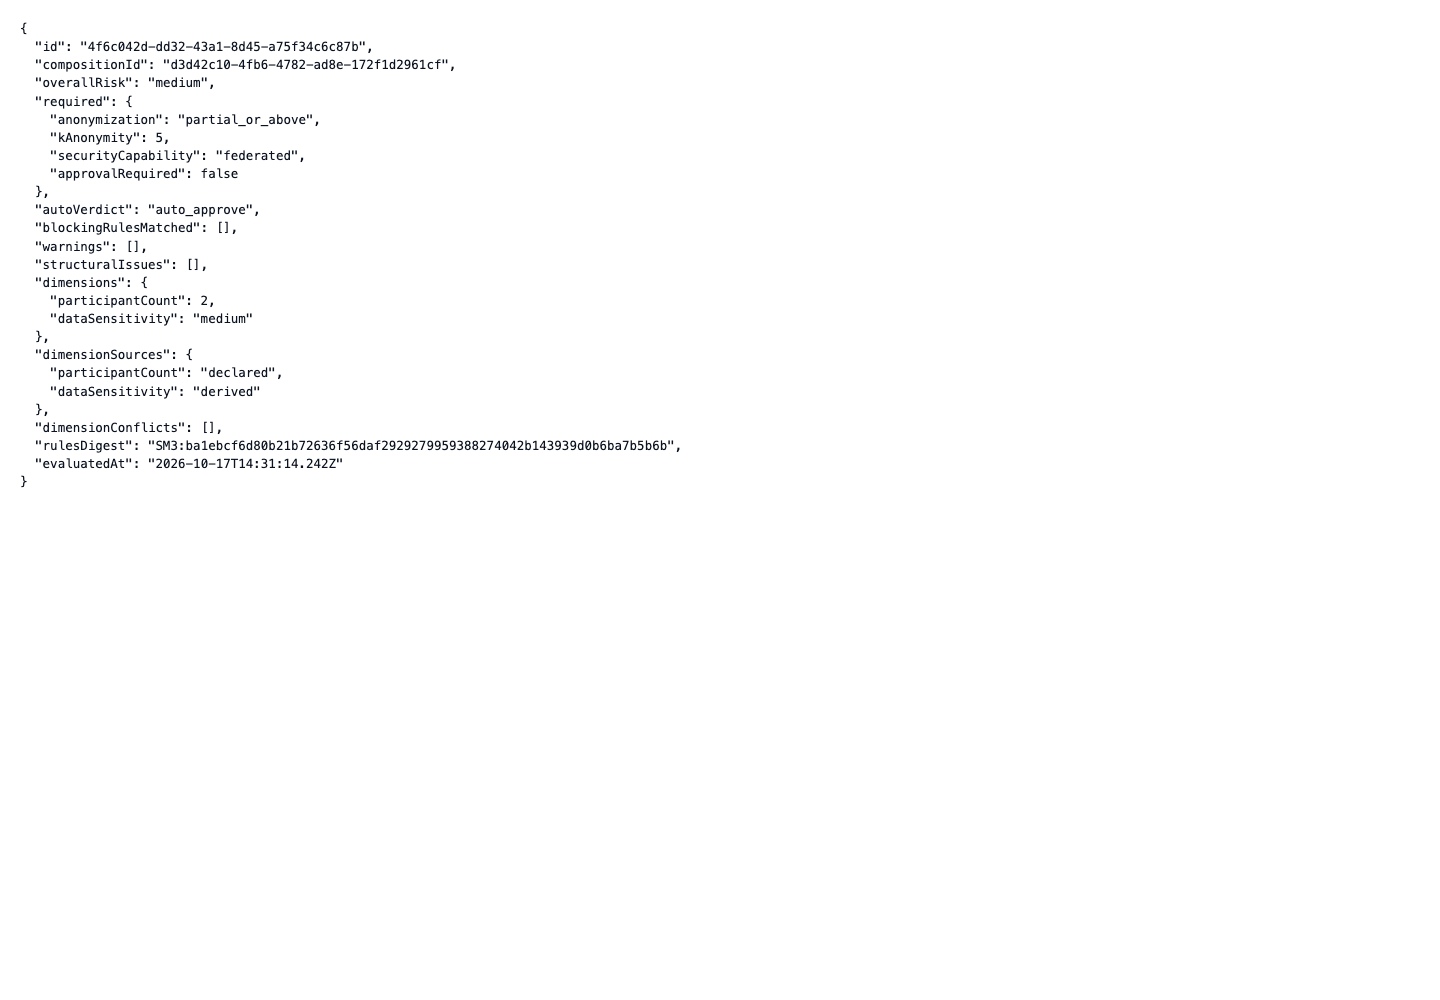 {
  "id": "4f6c042d-dd32-43a1-8d45-a75f34c6c87b",
  "compositionId": "d3d42c10-4fb6-4782-ad8e-172f1d2961cf",
  "overallRisk": "medium",
  "required": {
    "anonymization": "partial_or_above",
    "kAnonymity": 5,
    "securityCapability": "federated",
    "approvalRequired": false
  },
  "autoVerdict": "auto_approve",
  "blockingRulesMatched": [],
  "warnings": [],
  "structuralIssues": [],
  "dimensions": {
    "participantCount": 2,
    "dataSensitivity": "medium"
  },
  "dimensionSources": {
    "participantCount": "declared",
    "dataSensitivity": "derived"
  },
  "dimensionConflicts": [],
  "rulesDigest": "SM3:ba1ebcf6d80b21b72636f56daf2929279959388274042b143939d0b6ba7b5b6b",
  "evaluatedAt": "2026-10-17T14:31:14.242Z"
}